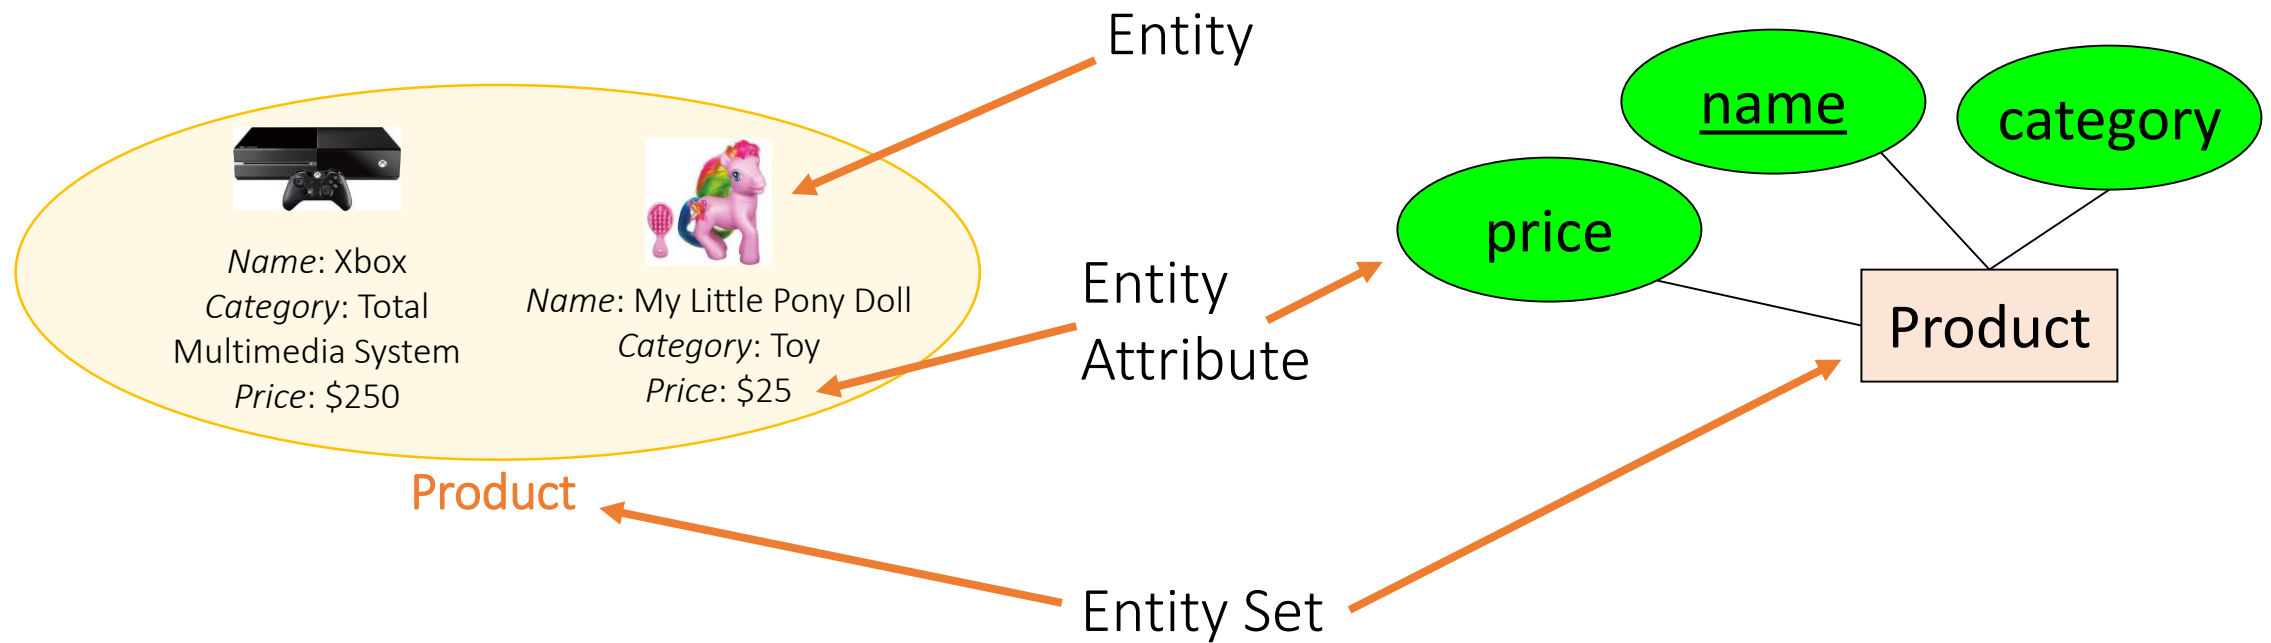 Entity
Name: Xbox
Category: Total
Multimedia System
Price: $250
Name: My Little Pony Doll
Category: Toy
Price: $25
Product
Entity
Attribute
Entity Set
price
name
category
Product